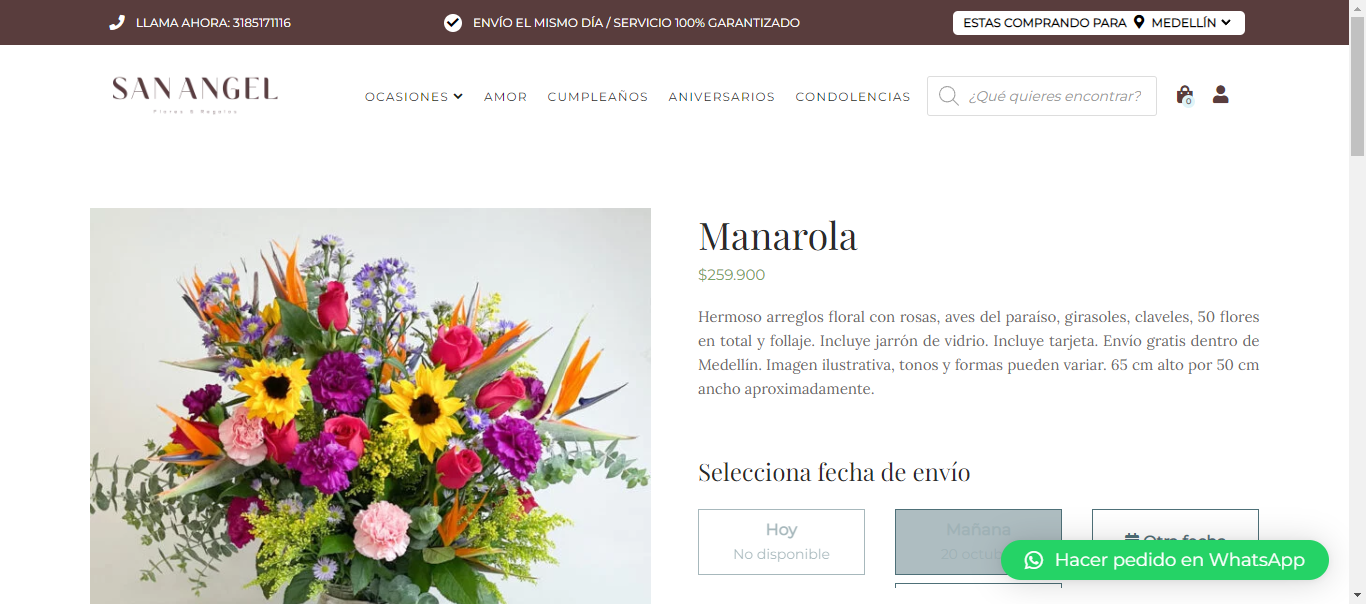 LLAMA AHORA: 3185171116
ENVÍO EL MISMO DÍA / SERVICIO 100% GARANTIZADO
ESTAS COMPRANDO PARA MEDELLÍN
SAN ANGEL
Flores & Regalos
OCASIONES AMOR CUMPLEAÑOS ANIVERSARIOS CONDOLENCIAS
¿Qué quieres encontrar?
0
Manarola
$259.900
Hermoso arreglos floral con rosas, aves del paraíso, girasoles, claveles, 50 flores
en total y follaje. Incluye jarrón de vidrio. Incluye tarjeta. Envío gratis dentro de
Medellín. Imagen ilustrativa, tonos y formas pueden variar. 65 cm alto por 50 cm
ancho aproximadamente.
Selecciona fecha de envío
Hoy
No disponible
Mañana
20 octub
Otra fecha
Hacer pedido en WhatsApp